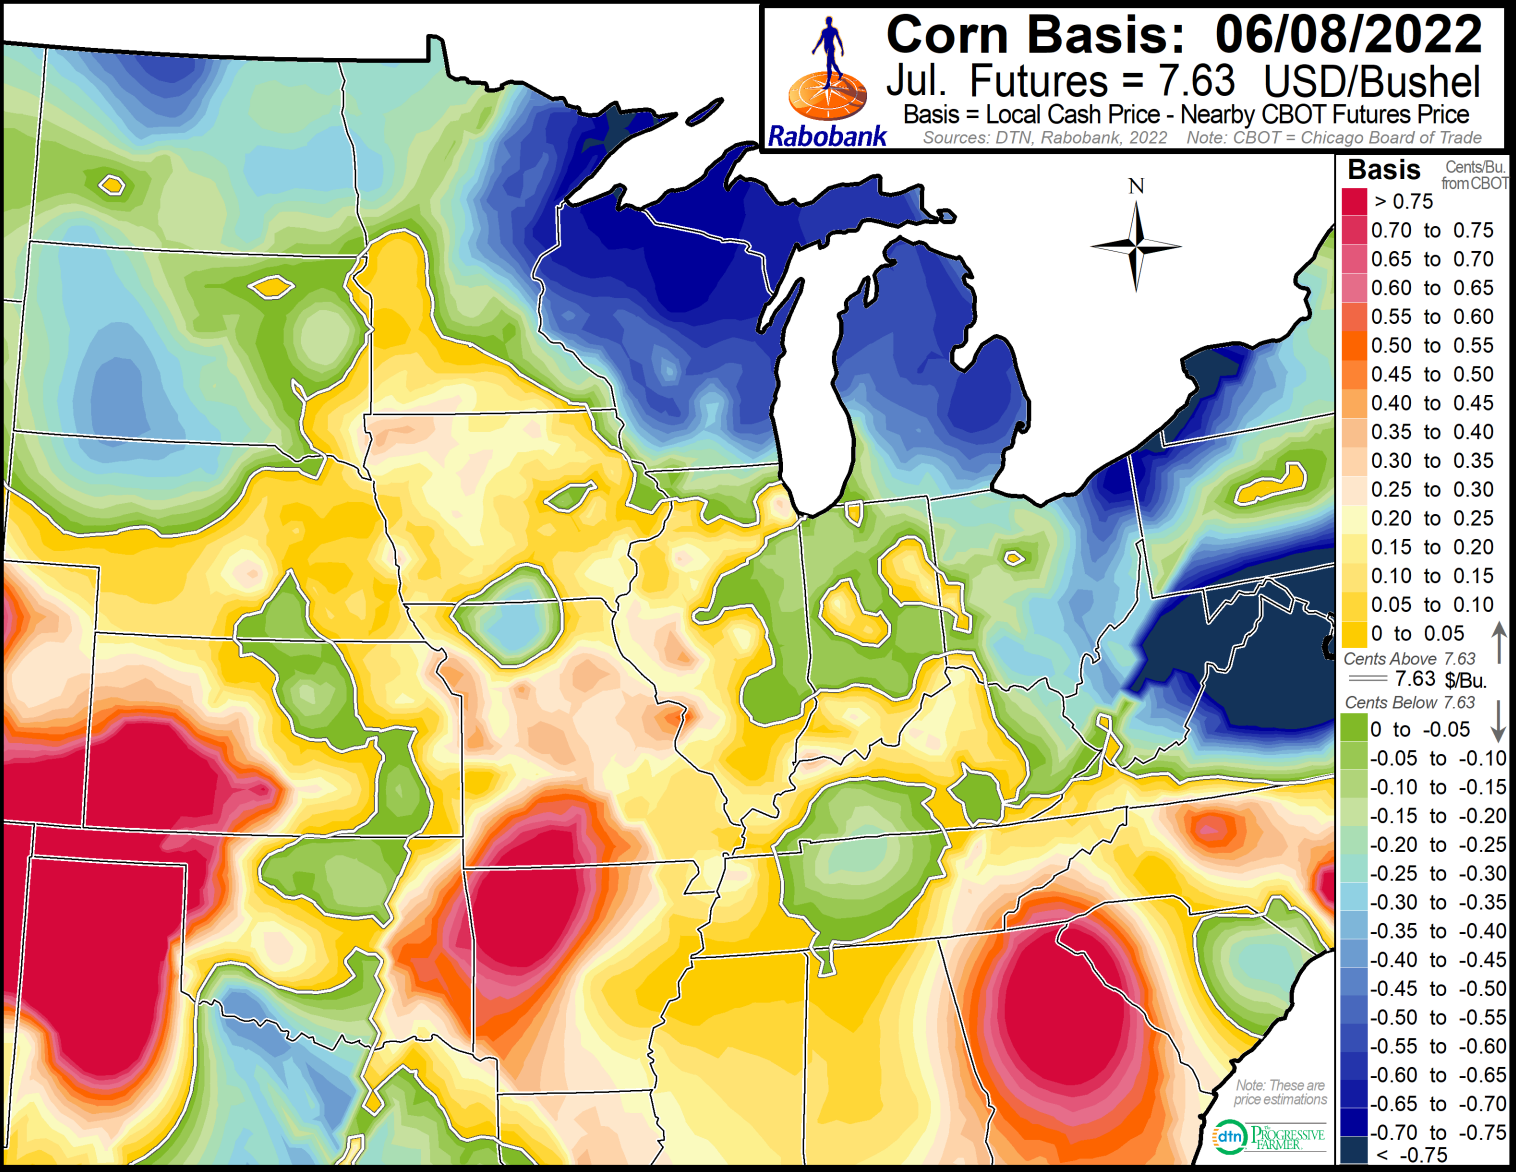 Corn Basis: 06/08/2022
Jul. Futures = 7.63 USD/Bushel
Basis = Local Cash Price - Nearby CBOT Futures Price
Sources: DTN, Rabobank, 2022 Note: CBOT = Chicago Board of Trade
Rabobank
N
Basis Cents/Bu. from CBOT
> 0.75
0.70 to 0.75
0.65 to 0.70
0.60 to 0.65
0.55 to 0.60
0.50 to 0.55
0.45 to 0.50
0.40 to 0.45
0.35 to 0.40
0.30 to 0.35
0.25 to 0.30
0.20 to 0.25
0.15 to 0.20
0.10 to 0.15
0.05 to 0.10
0 to 0.05
Cents Above 7.63
7.63 $/Bu.
Cents Below 7.63
0 to -0.05
-0.05 to -0.10
-0.10 to -0.15
-0.15 to -0.20
-0.20 to -0.25
-0.25 to -0.30
-0.30 to -0.35
-0.35 to -0.40
-0.40 to -0.45
-0.45 to -0.50
-0.50 to -0.55
-0.55 to -0.60
-0.60 to -0.65
-0.65 to -0.70
-0.70 to -0.75
< -0.75
Note: These are
price estimations
dtn
The PROGRESSIVE
FARMER